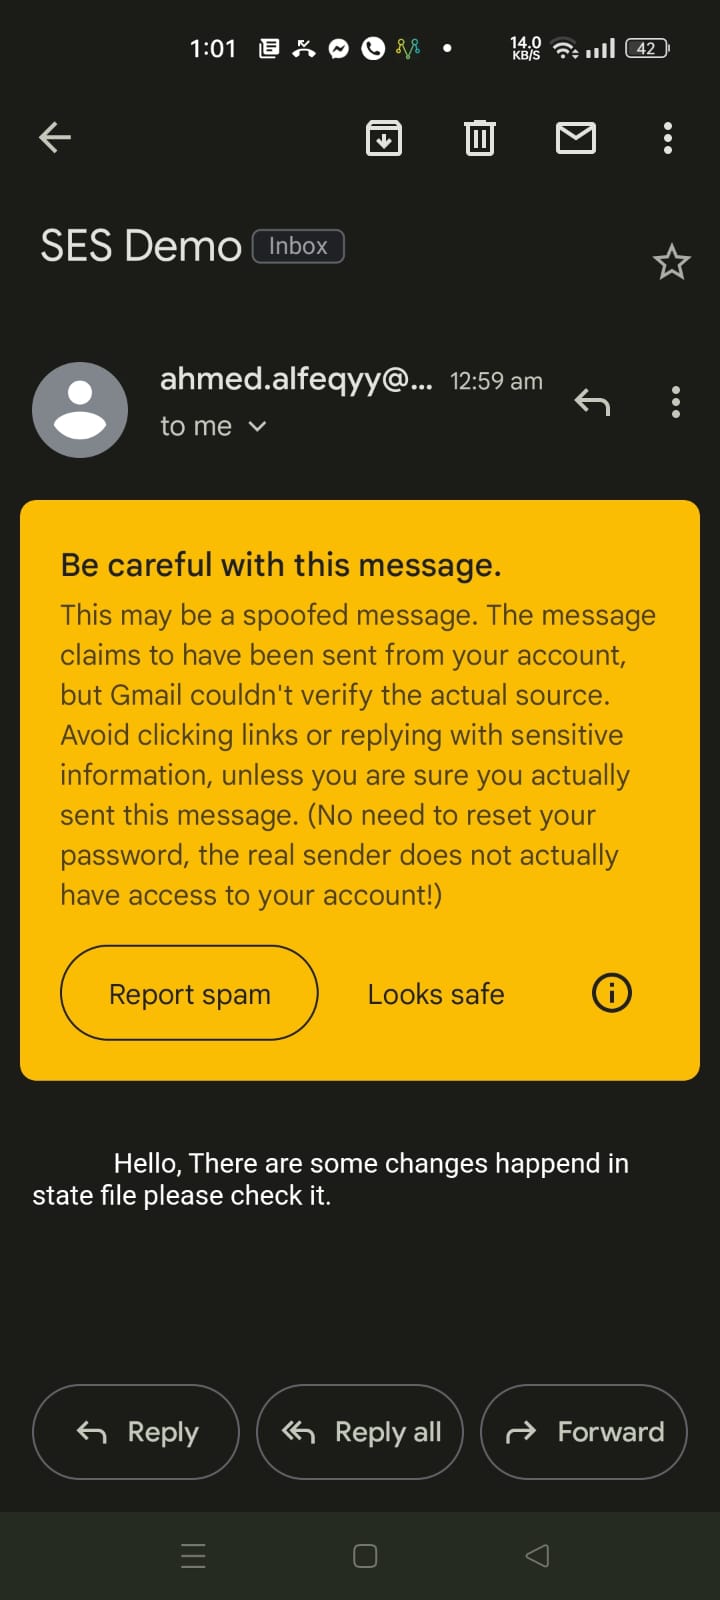 1:01 14.0 KB/S 42
SES Demo Inbox
ahmed.alfeqyy@... 12:59 am
to me
Be careful with this message.
This may be a spoofed message. The message
claims to have been sent from your account,
but Gmail couldn't verify the actual source.
Avoid clicking links or replying with sensitive
information, unless you are sure you actually
sent this message. (No need to reset your
password, the real sender does not actually
have access to your account!)
Report spam Looks safe
Hello, There are some changes happend in
state file please check it.
Reply Reply all Forward